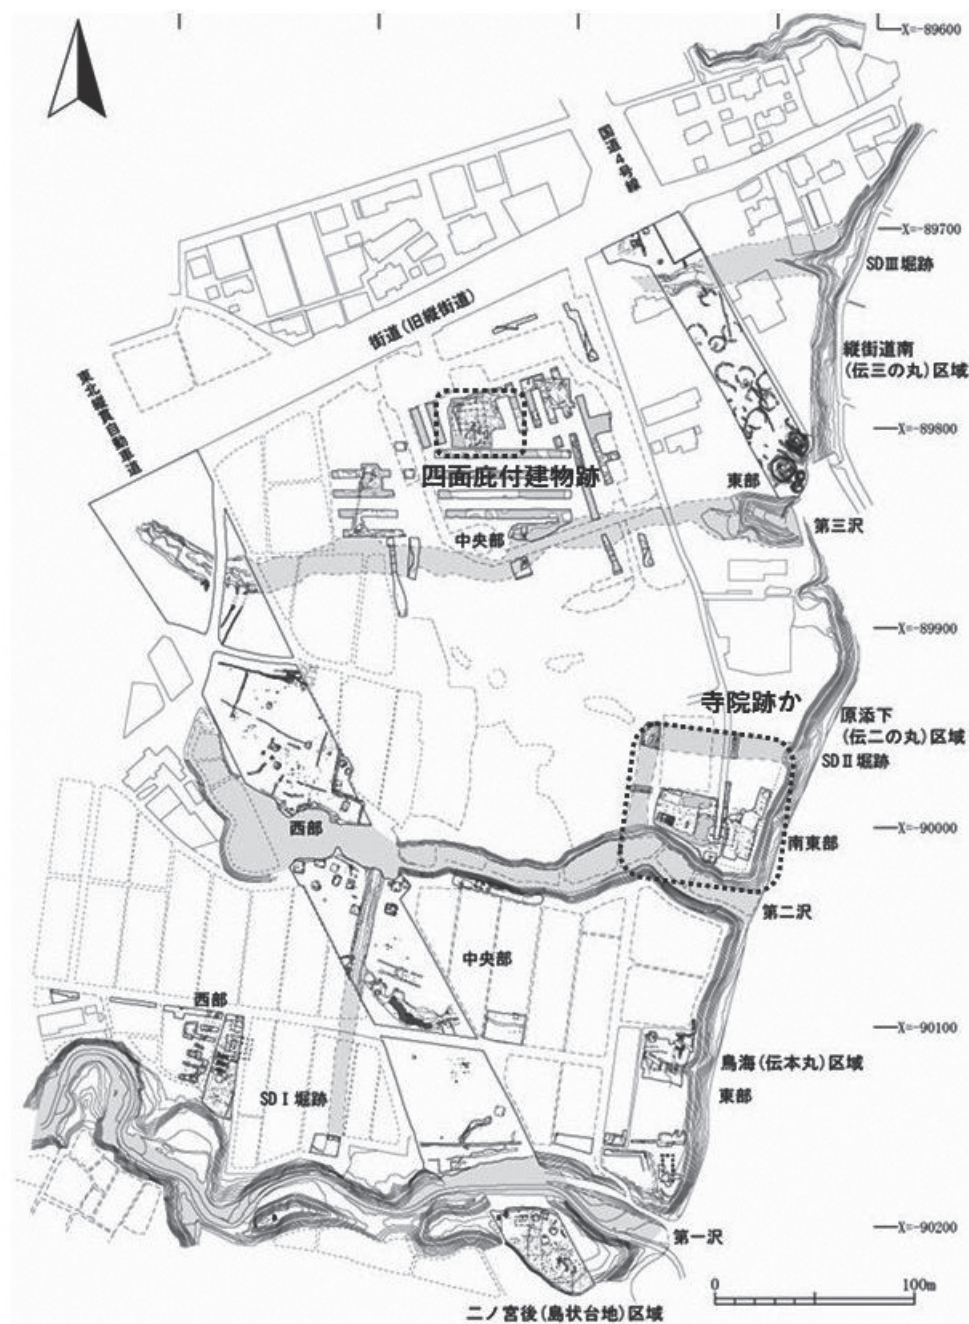 X=-89600
国道4号線
X=-89700
SDⅢ堀跡
街道(旧縦街道)
縦街道南
(伝三の丸)区域
東北縦貫自動車道
X=-89800
四面庇付建物跡
東部
第三沢
中央部
X=-89900
寺院跡か
原添下
(伝二の丸)区域
SDⅡ堀跡
西部
X=-90000
南東部
第二沢
中央部
西部
X=-90100
鳥海(伝本丸)区域
東部
SDⅠ堀跡
X=-90200
第一沢
0
100m
二ノ宮後(島状台地)区域